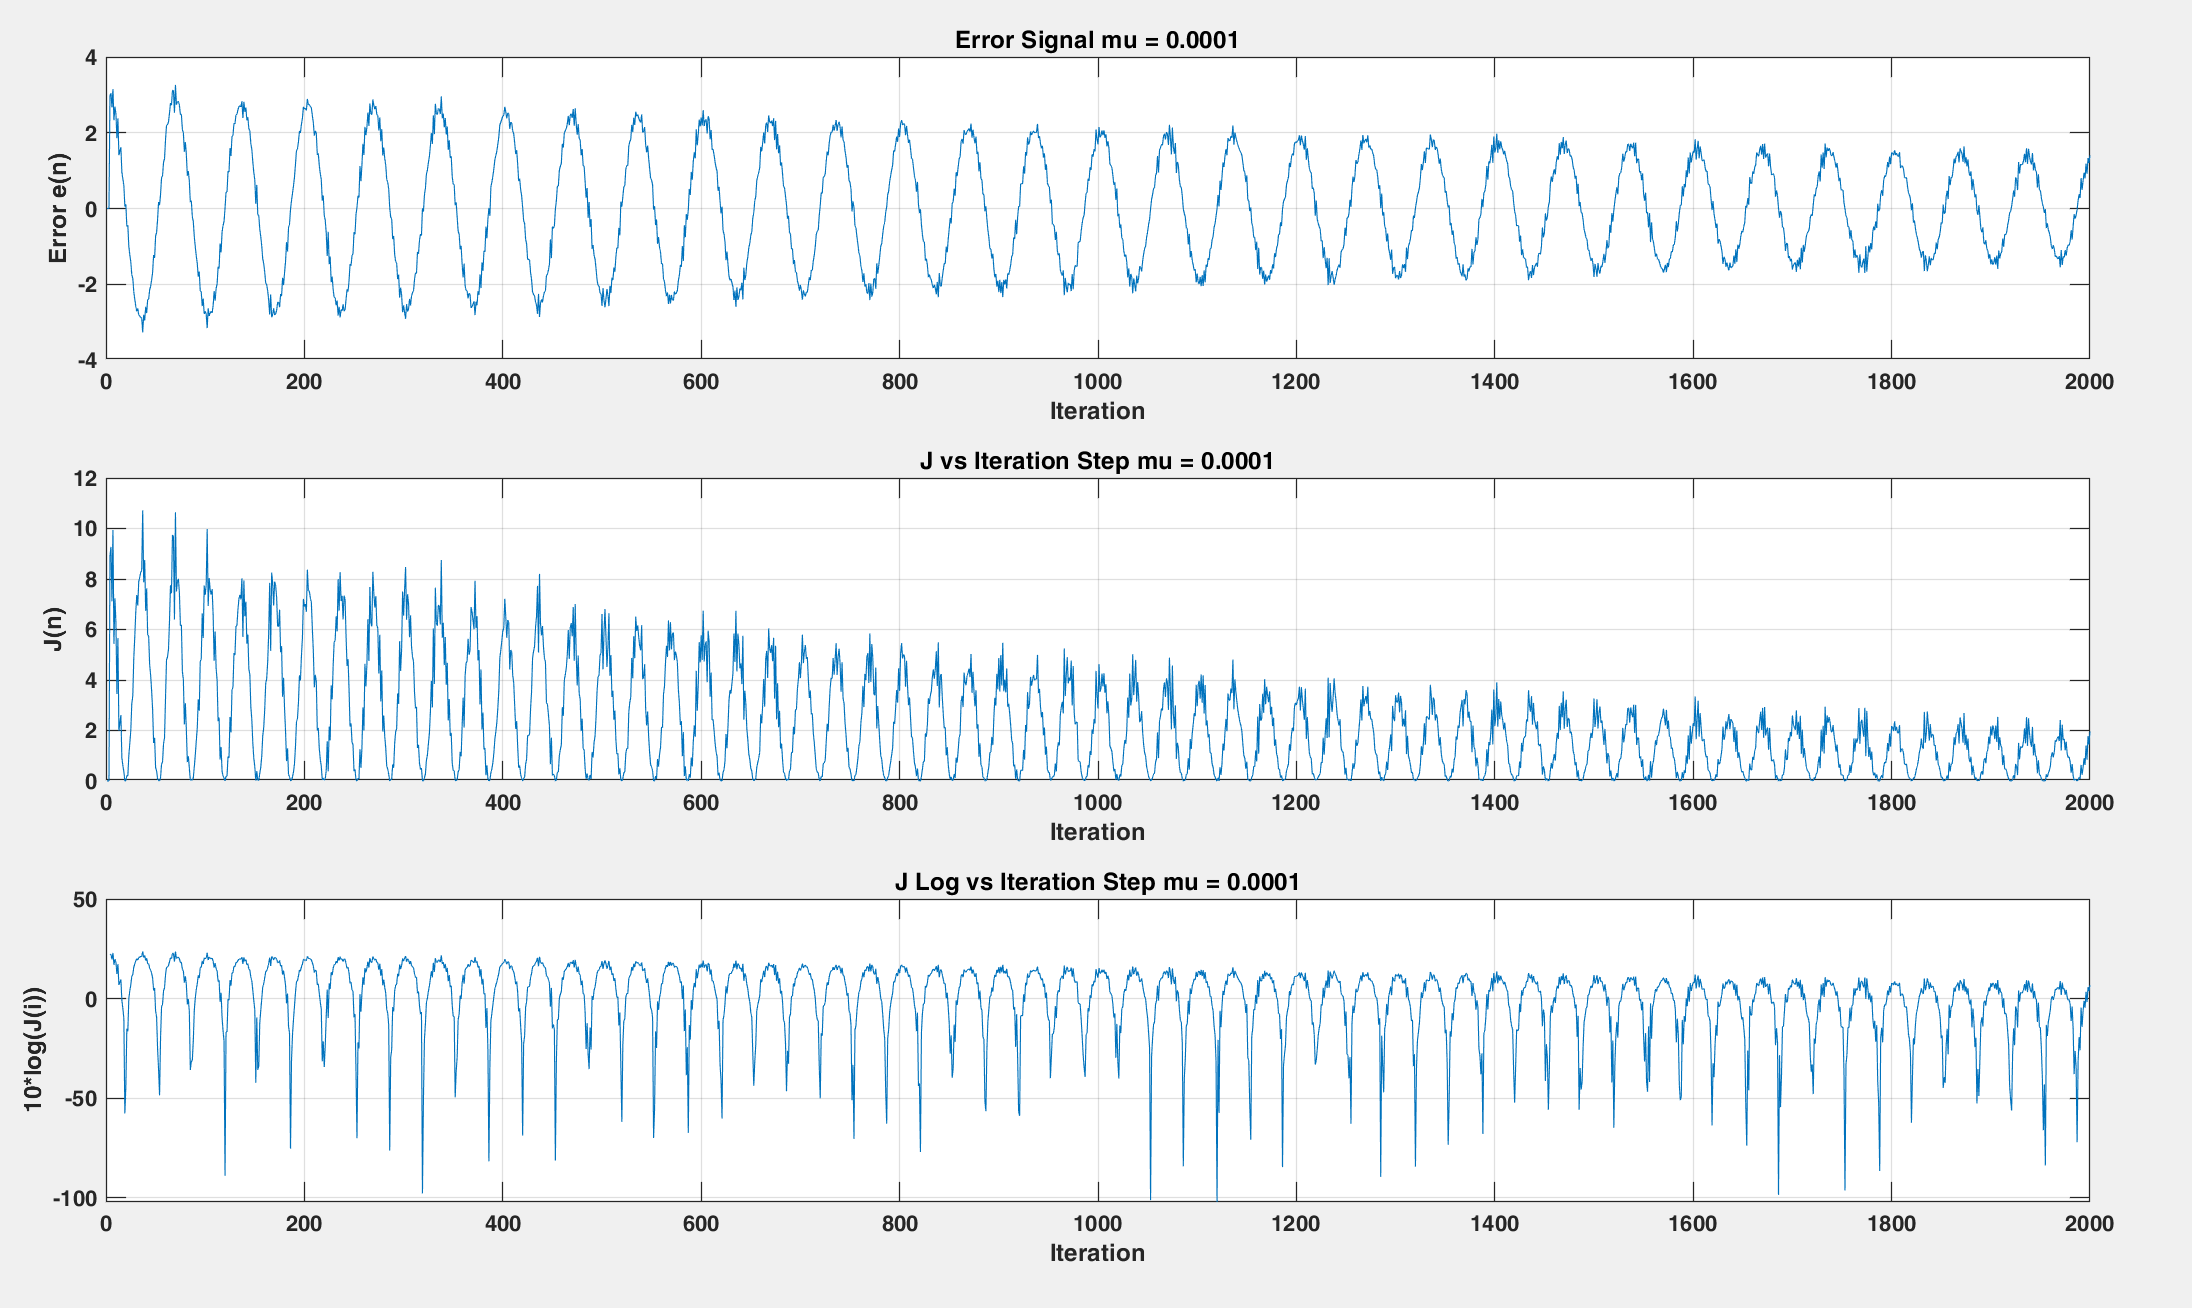 Error Signal mu = 0.0001
Error e(n)
4
2
0
-2
-4
0 200 400 600 800 1000 1200 1400 1600 1800 2000
Iteration
J vs Iteration Step mu = 0.0001
J(n)
12
10
8
6
4
2
0
0 200 400 600 800 1000 1200 1400 1600 1800 2000
Iteration
J Log vs Iteration Step mu = 0.0001
10*log(J(i))
50
0
-50
-100
0 200 400 600 800 1000 1200 1400 1600 1800 2000
Iteration